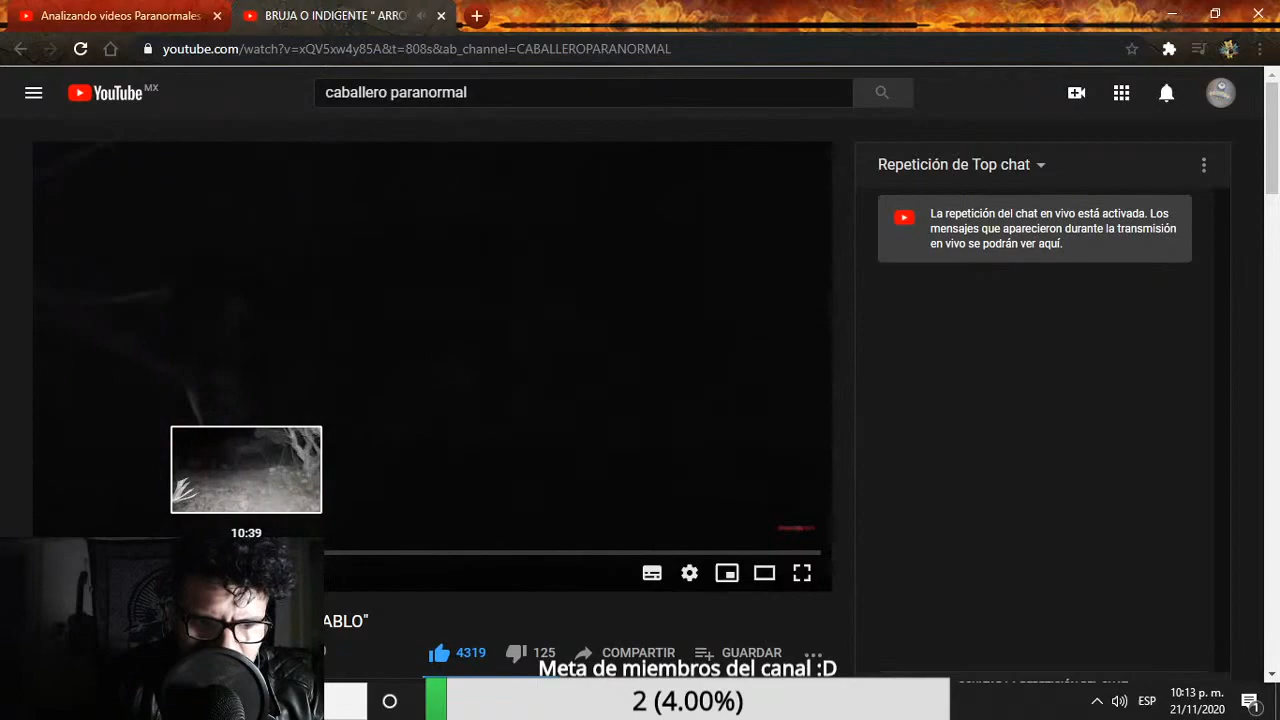 Analizando videos Paranormales
BRUJA O INDIGENTE " ARRO
youtube.com/watch?v=xQV5xw4y85A&t=808s&ab_channel=CABALLEROPARANORMAL
YouTube MX
caballero paranormal
Repetición de Top chat
La repetición del chat en vivo está activada. Los
mensajes que aparecieron durante la transmisión
en vivo se podrán ver aquí.
10:39
ABLO"
4319
125
COMPARTIR
GUARDAR
Meta de miembros del canal :D
2 (4.00%)
ESP
10:13 p. m.
21/11/2020
1